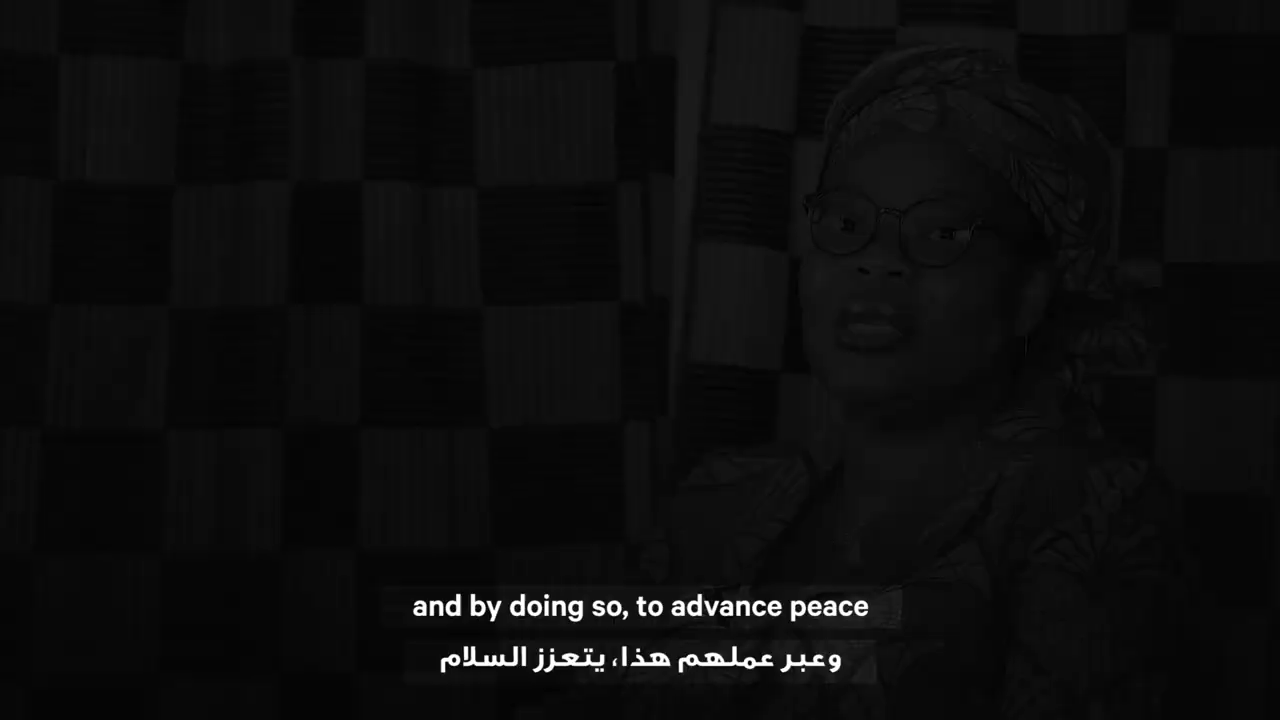 and by doing so, to advance peace
وعبر عملهم هذا، يتعزز السلام